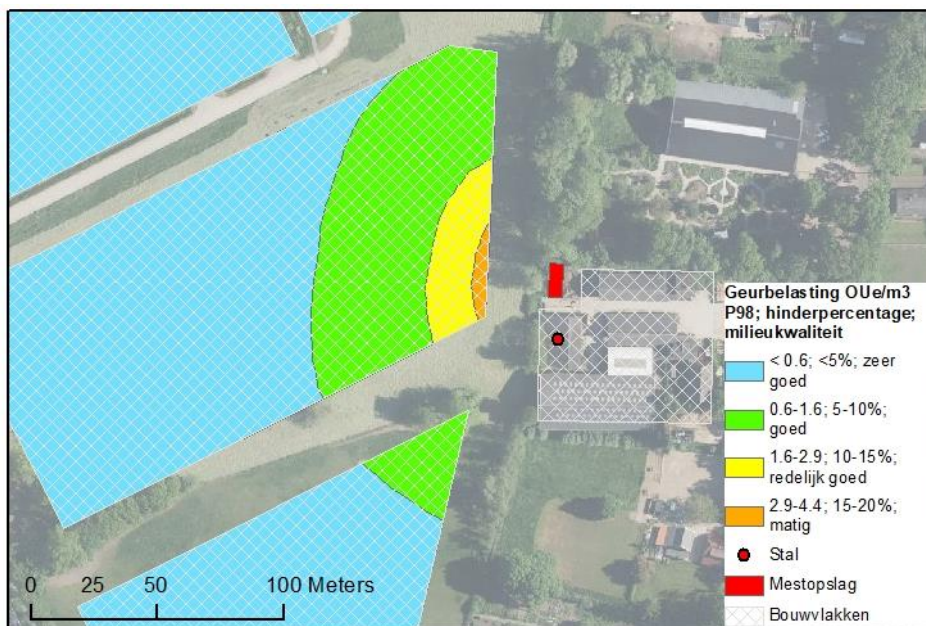 Geurbelasting OUe/m3
P98; hinderpercentage;
milieukwaliteit
< 0.6; <5%; zeer
goed
0.6-1.6; 5-10%;
goed
1.6-2.9; 10-15%;
redelijk goed
2.9-4.4; 15-20%;
matig
Stal
Mestopslag
Bouwvlakken
0 25 50 100 Meters